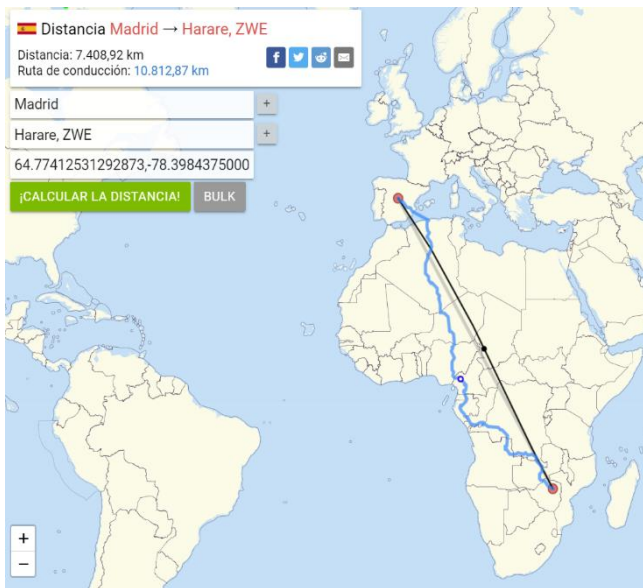 Distancia Madrid → Harare, ZWE
Distancia: 7.408,92 km
Ruta de conducción: 10.812,87 km
Madrid
+
Harare, ZWE
+
64.77412531292873,-78.3984375000
¡CALCULAR LA DISTANCIA!
BULK
+
−